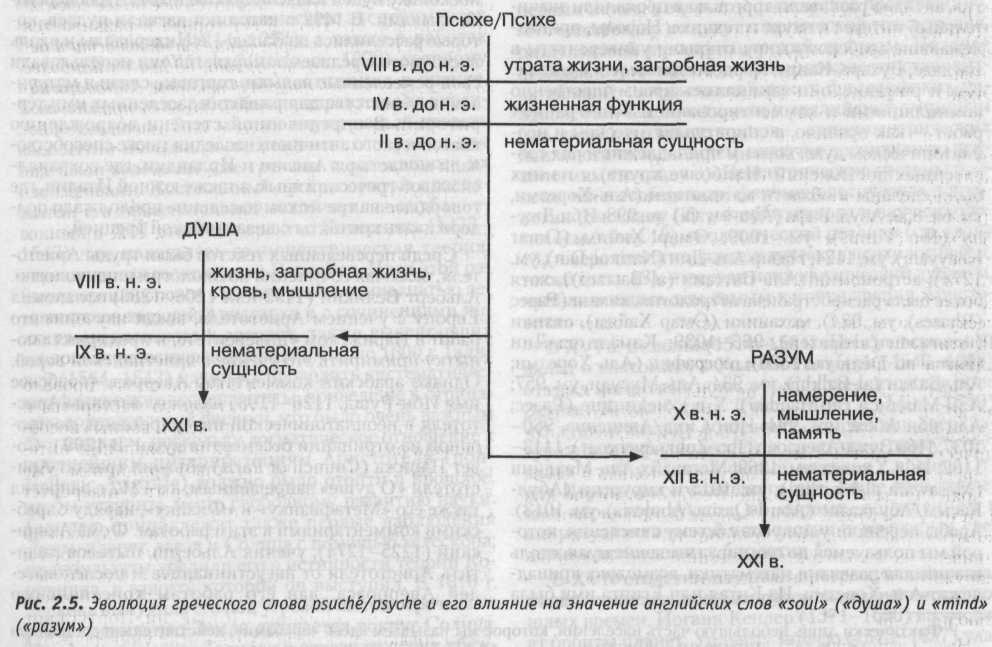 Псюхе/Психе
VIII в. до н. э. утрата жизни, загробная жизнь
IV в. до н. э. жизненная функция
II в. до н. э. нематериальная сущность
ДУША
VIII в. н. э. жизнь, загробная жизнь,
кровь, мышление
IX в. н. э. нематериальная
сущность
XXI в.
РАЗУМ
X в. н. э. намерение,
мышление,
память
XII в. н. э. нематериальная
сущность
XXI в.
Рис. 2.5. Эволюция греческого слова psuchē/psyche и его влияние на значение английских слов «soul» («душа») и «mind»
(«разум»)